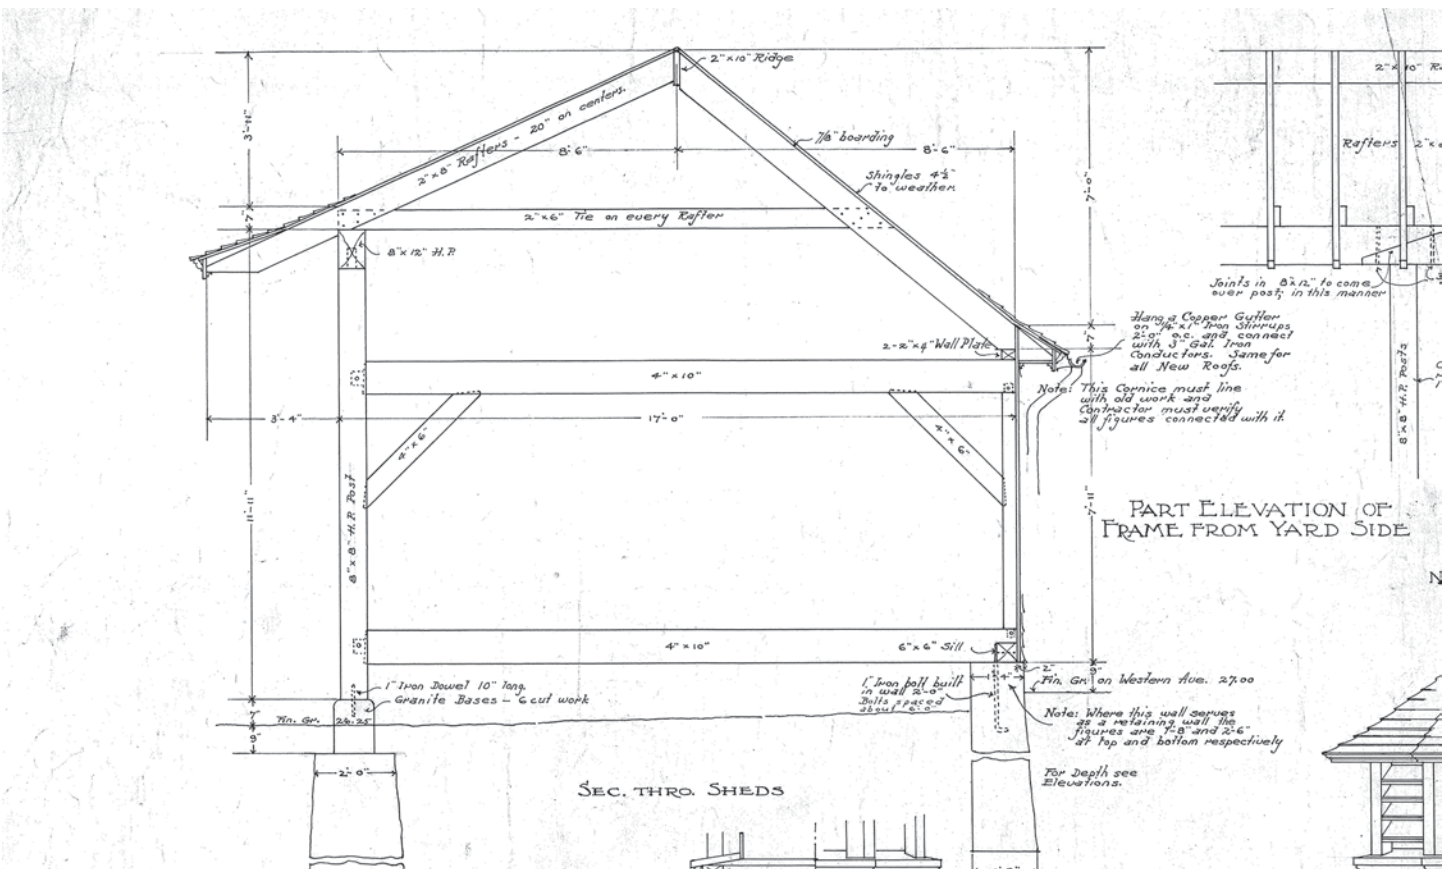 2"x10" Ridge
3'-11"
2"x8" Rafters - 20" on centers.
8'-6"
8'-6"
7/8" boarding
Shingles 4½"
to weather.
7'-0"
7"
2"x6" Tie on every Rafter
8"x12" H.P.
2-2"x4" Wall Plate
7"
4"x10"
3'-4"
17'-0"
4"x6"
4"x6"
11'-11"
8"x8" H.P. Post
7'-11"
4"x10"
6"x6" Sill
1" Iron Dowel 10" long.
Granite Bases - 6 cut work
Fin. Gr. 26.25
7"
2'-0"
1" Iron bolt built
in wall 2'-0"
Bolts spaced
about 6'-0"
2"
Fin. Gr. on Western Ave. 27.00
Note: Where this wall serves
as a retaining wall the
figures are 1'-8" and 2'-6"
at top and bottom respectively
For Depth see
Elevations.
SEC. THRO. SHEDS
Hang a Copper Gutter
on ¼"x1" Iron Stirrups
2'-0" o.c. and connect
with 3" Gal. Iron
Conductors. Same for
all New Roofs.
Note: This Cornice must line
with old work and
Contractor must verify
all figures connected with it.
2"x10"
Rafters 2"x
Joints in 8"x12" to come
over post; in this manner
8"x8" H.P. Posts
PART ELEVATION OF
FRAME FROM YARD SIDE